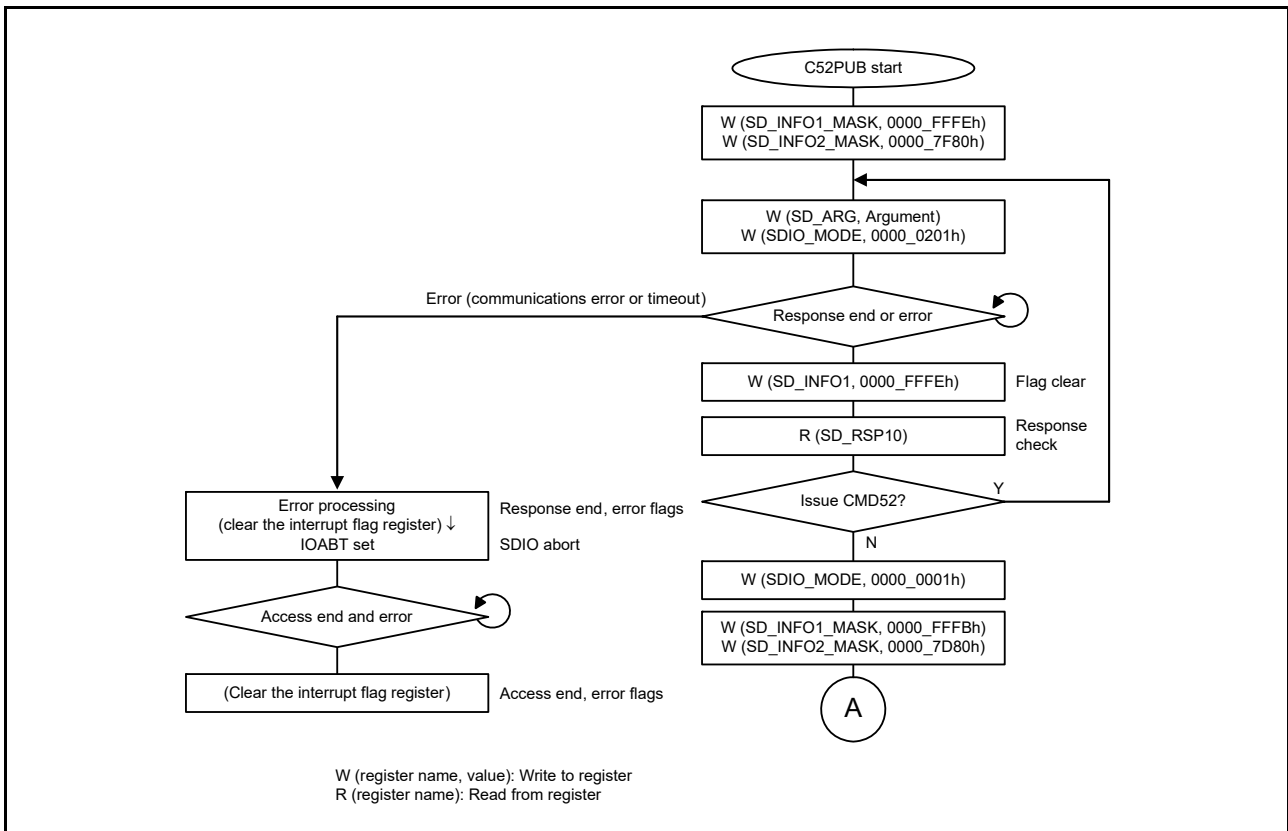 C52PUB start
W (SD_INFO1_MASK, 0000_FFFEh)
W (SD_INFO2_MASK, 0000_7F80h)
W (SD_ARG, Argument)
W (SDIO_MODE, 0000_0201h)
Error (communications error or timeout)
Response end or error
W (SD_INFO1, 0000_FFFEh)
Flag clear
R (SD_RSP10)
Response
check
Issue CMD52?
Y
N
Error processing
(clear the interrupt flag register) ↓
IOABT set
Response end, error flags
SDIO abort
W (SDIO_MODE, 0000_0001h)
Access end and error
W (SD_INFO1_MASK, 0000_FFFBh)
W (SD_INFO2_MASK, 0000_7D80h)
(Clear the interrupt flag register)
Access end, error flags
A
W (register name, value): Write to register
R (register name): Read from register